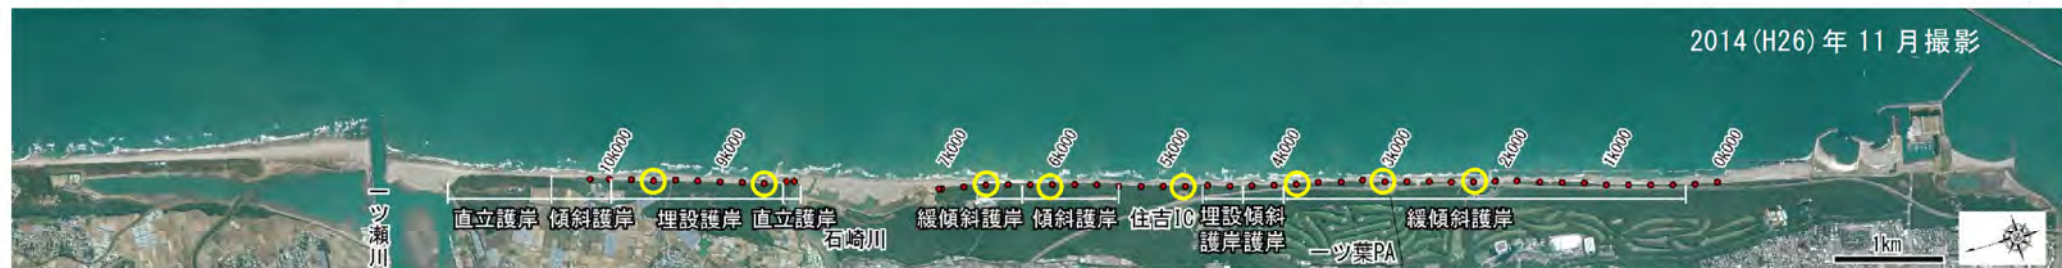 2014(H26)年 11 月撮影
10k000
9k000
7k000
6k000
5k000
4k000
3k000
2k000
1k000
0k000
直立護岸
傾斜護岸
埋設護岸
直立護岸
緩傾斜護岸
傾斜護岸
住吉IC
埋設
護岸
傾斜
護岸
緩傾斜護岸
一ツ瀬川
石崎川
一ツ葉PA
1km